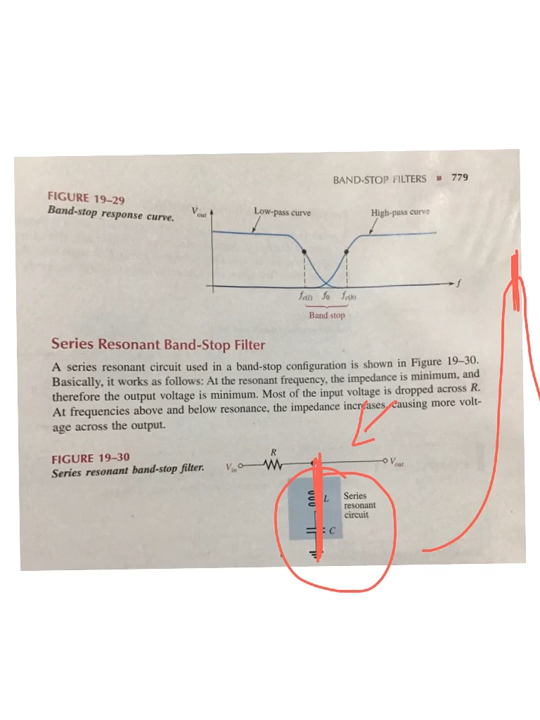 BAND-STOP FILTERS ■ 779
FIGURE 19–29
Band-stop response curve.
Vout
Low-pass curve
High-pass curve
f
fc(l) f0 fc(h)
Band stop
Series Resonant Band-Stop Filter
A series resonant circuit used in a band-stop configuration is shown in Figure 19–30.
Basically, it works as follows: At the resonant frequency, the impedance is minimum, and
therefore the output voltage is minimum. Most of the input voltage is dropped across R.
At frequencies above and below resonance, the impedance increases, causing more volt-
age across the output.
FIGURE 19–30
Series resonant band-stop filter.
R
Vin
Vout
L
Series
resonant
circuit
C